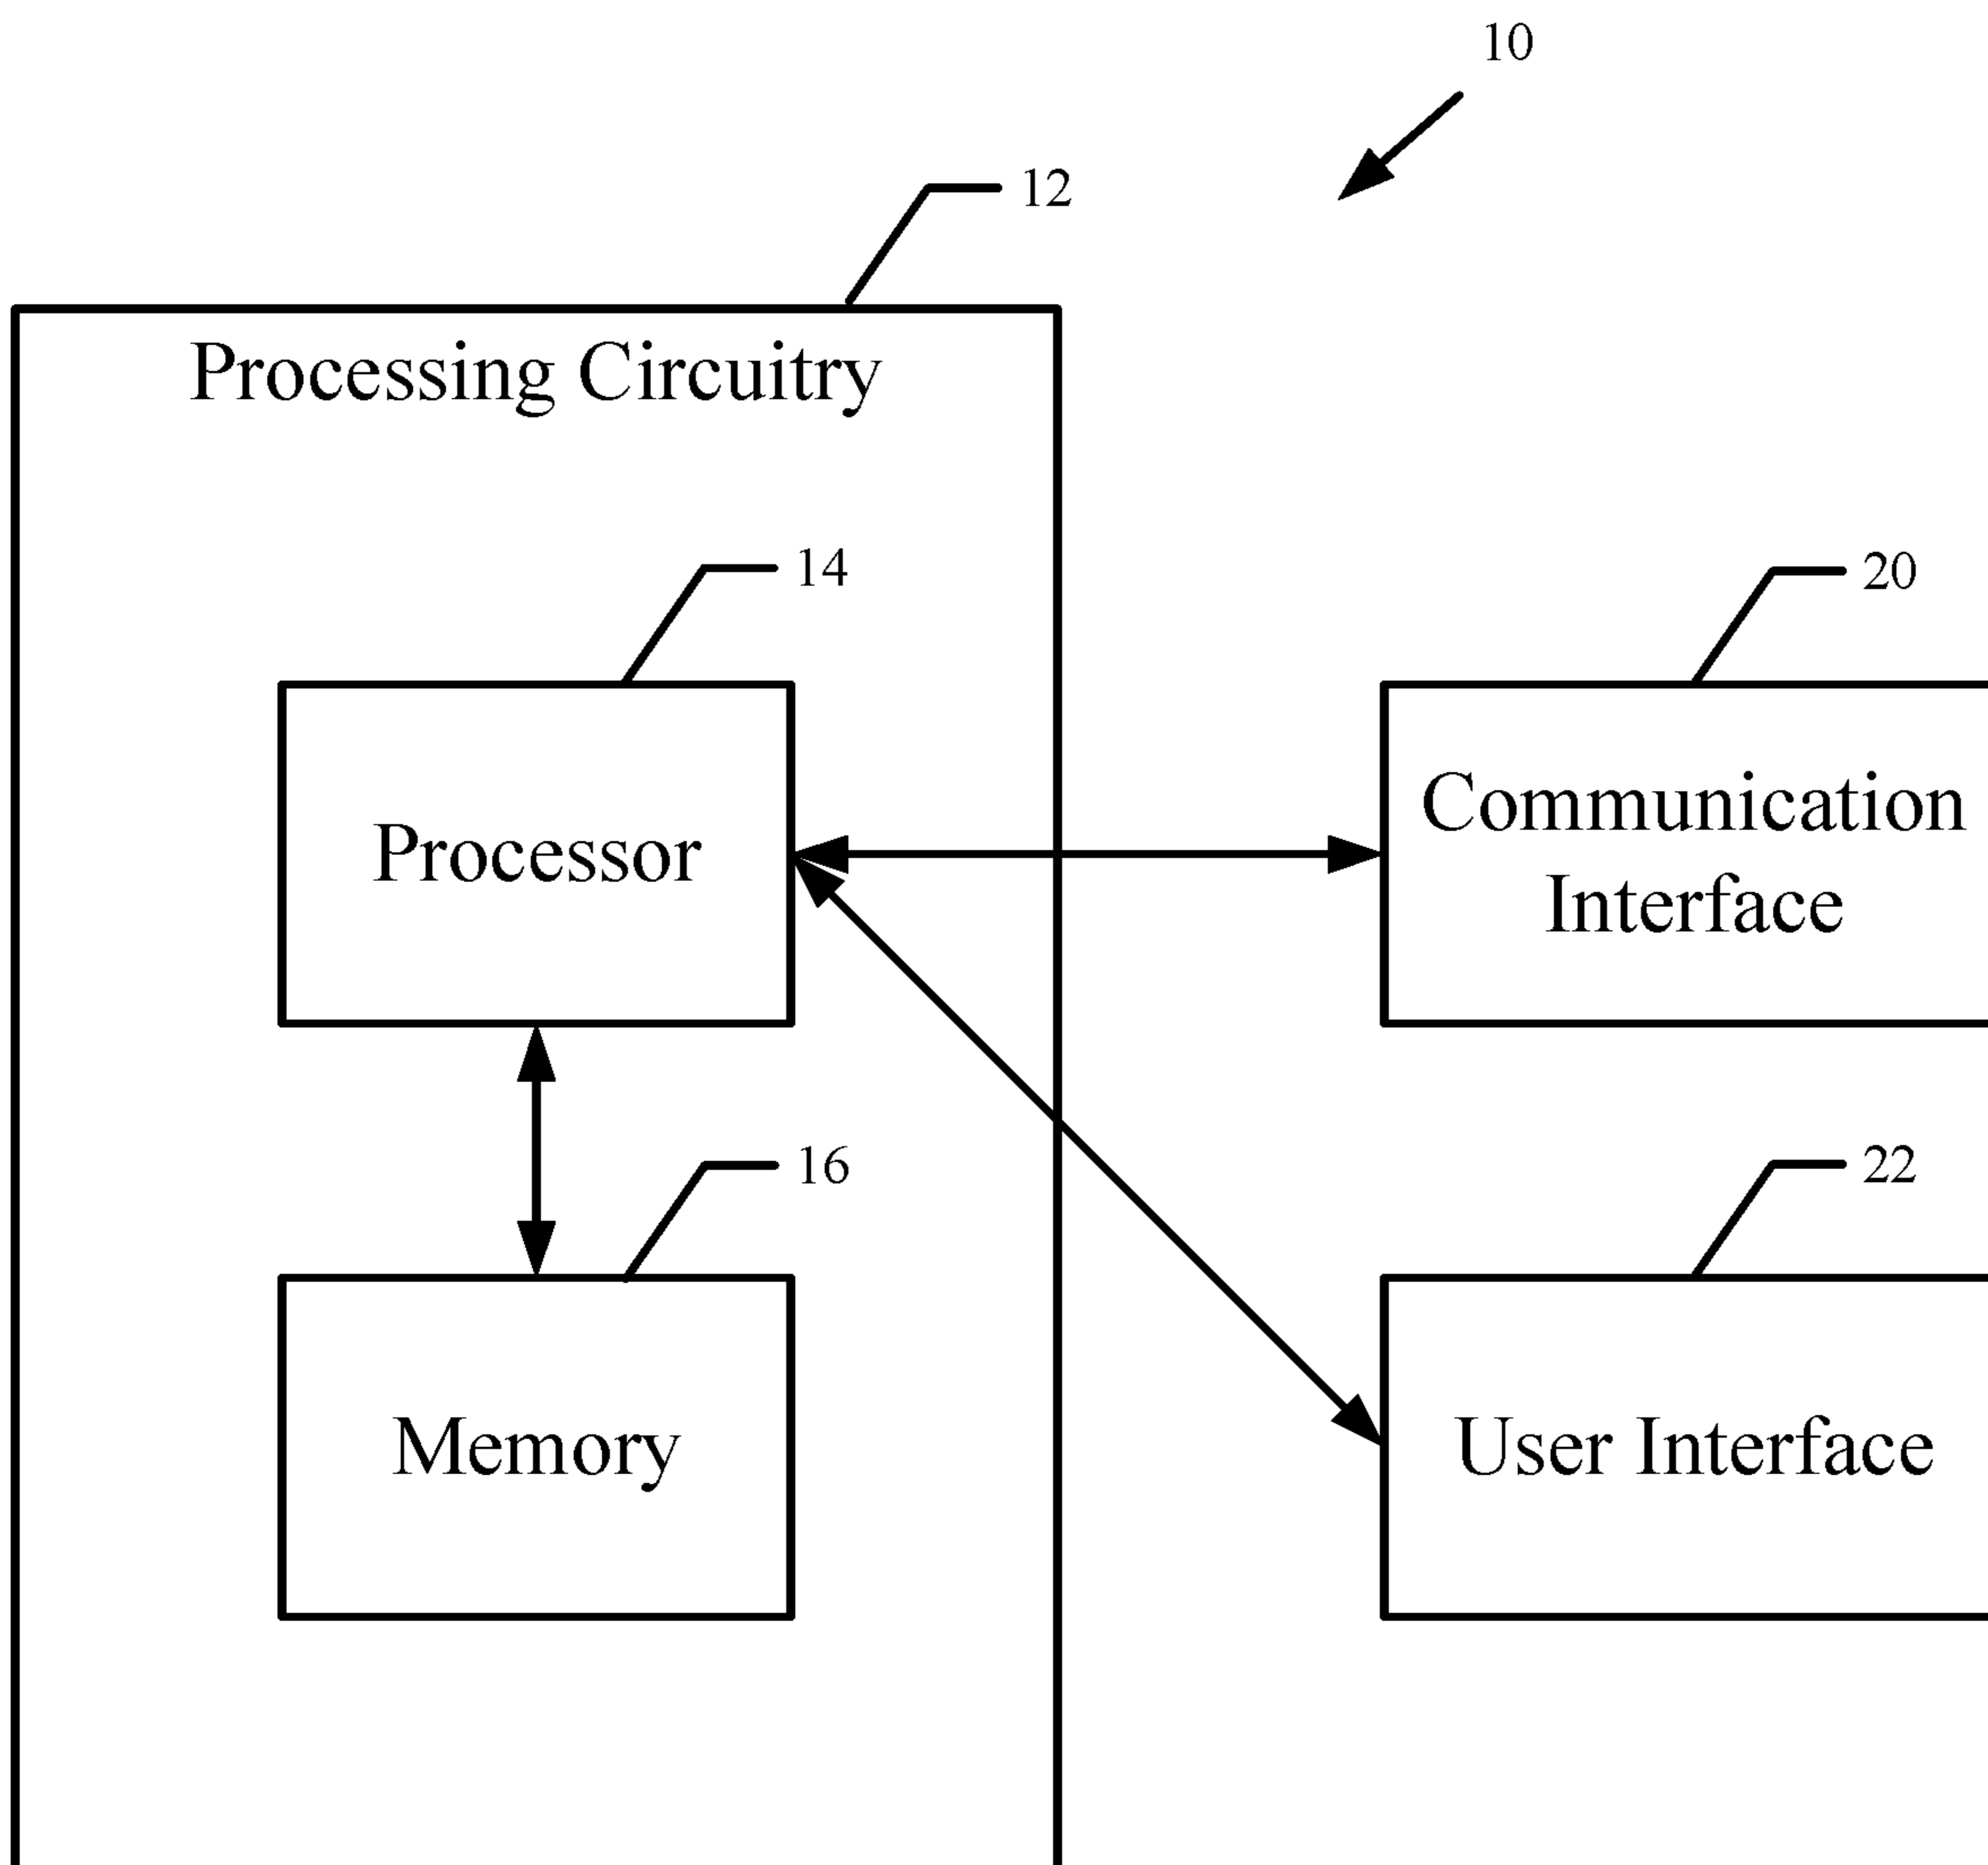 10
12
Processing Circuitry
14
20
Processor
Communication
Interface
16
22
Memory
User Interface